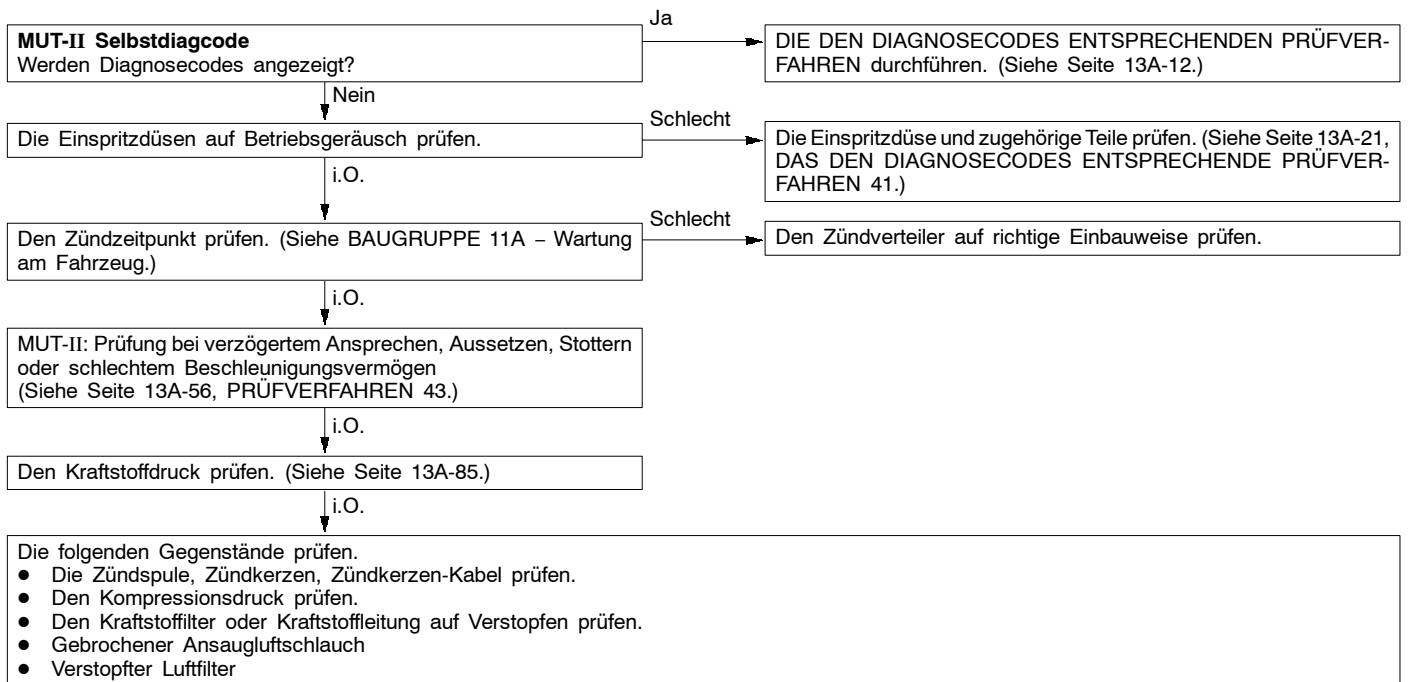 Ja
MUT-II Selbstdiagcode
Werden Diagnosecodes angezeigt?
DIE DEN DIAGNOSECODES ENTSPRECHENDEN PRÜFVER-
FAHREN durchführen. (Siehe Seite 13A-12.)
Nein
Schlecht
Die Einspritzdüsen auf Betriebsgeräusch prüfen.
Die Einspritzdüse und zugehörige Teile prüfen. (Siehe Seite 13A-21,
DAS DEN DIAGNOSECODES ENTSPRECHENDE PRÜFVER-
FAHREN 41.)
i.O.
Schlecht
Den Zündzeitpunkt prüfen. (Siehe BAUGRUPPE 11A – Wartung
am Fahrzeug.)
Den Zündverteiler auf richtige Einbauweise prüfen.
i.O.
MUT-II: Prüfung bei verzögertem Ansprechen, Aussetzen, Stottern
oder schlechtem Beschleunigungsvermögen
(Siehe Seite 13A-56, PRÜFVERFAHREN 43.)
i.O.
Den Kraftstoffdruck prüfen. (Siehe Seite 13A-85.)
i.O.
Die folgenden Gegenstände prüfen.
● Die Zündspule, Zündkerzen, Zündkerzen-Kabel prüfen.
● Den Kompressionsdruck prüfen.
● Den Kraftstoffilter oder Kraftstoffleitung auf Verstopfen prüfen.
● Gebrochener Ansaugluftschlauch
● Verstopfter Luftfilter